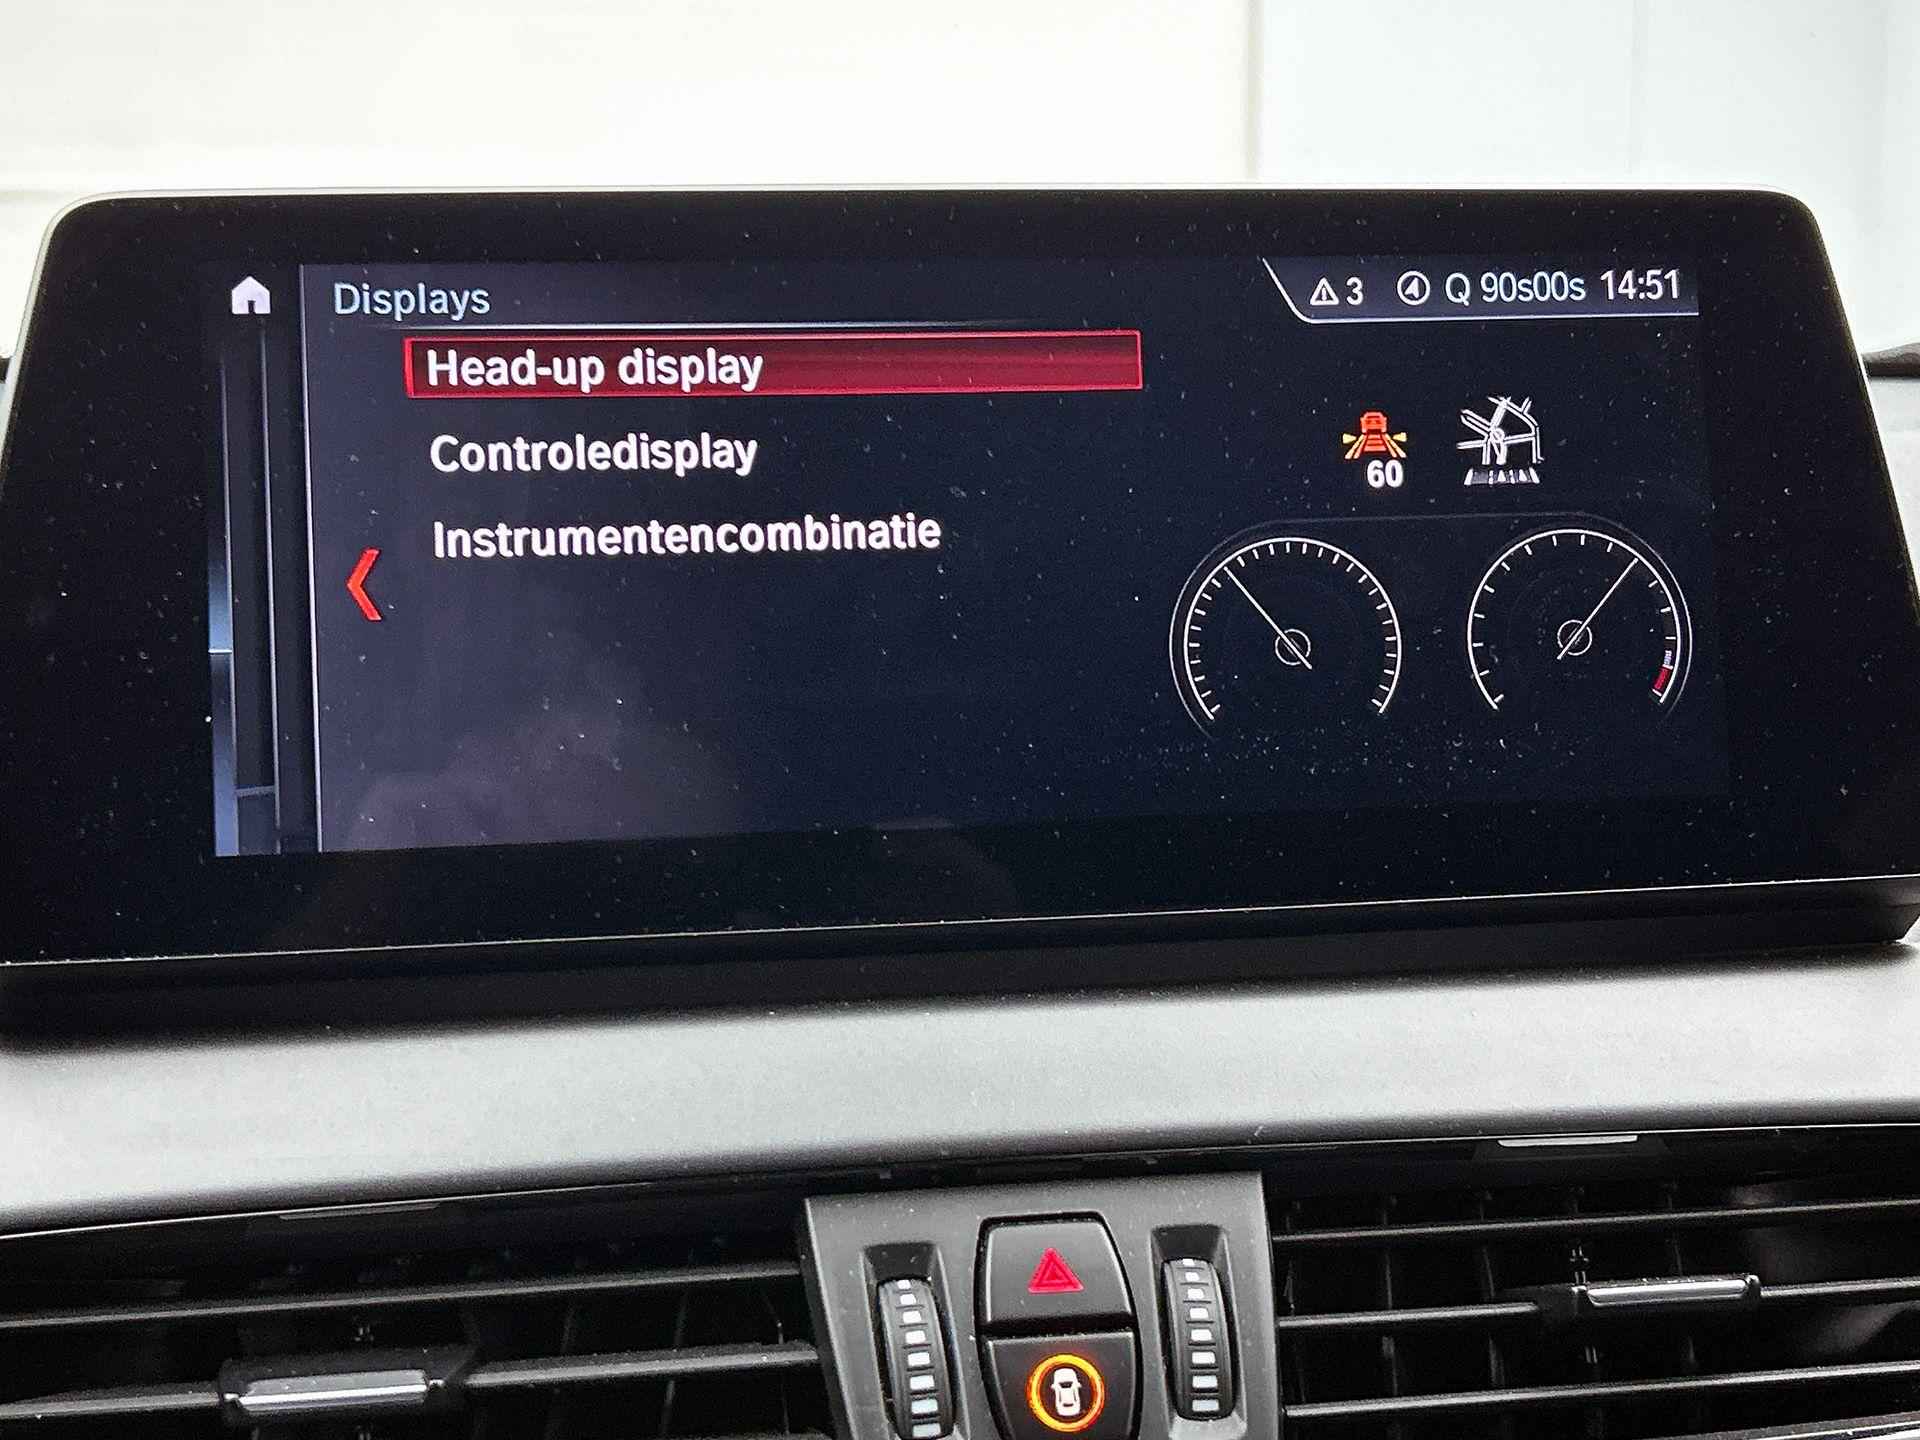 Displays
3 Q 90s00s 14:51
Head-up display
Controledisplay
Instrumentencombinatie
60